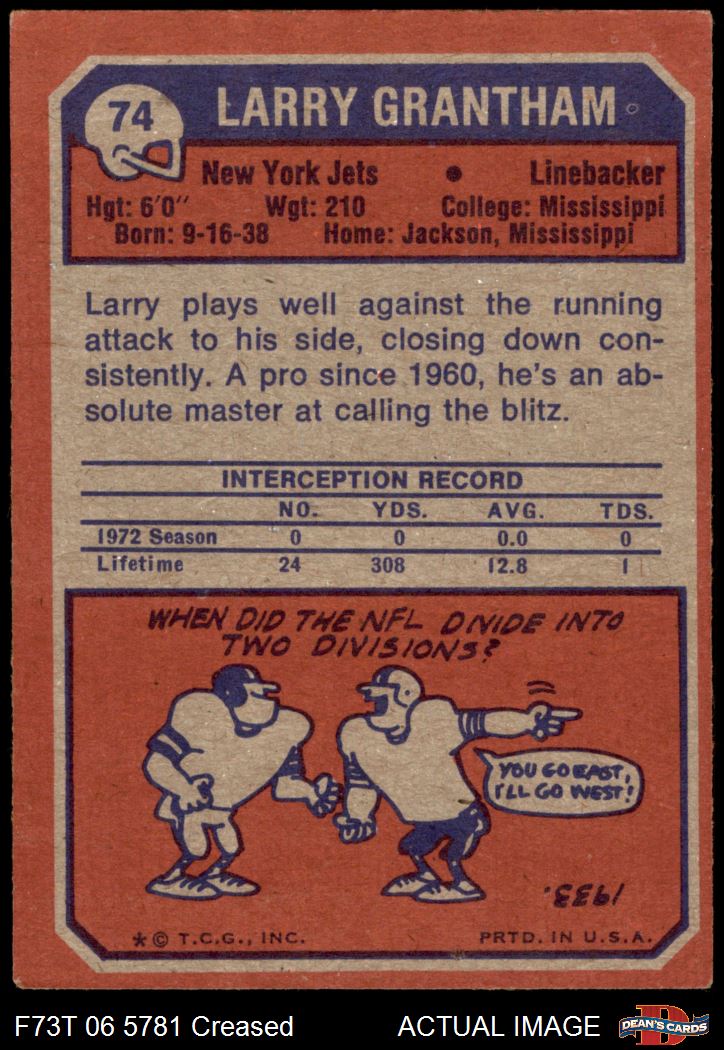 74
LARRY GRANTHAM
New York Jets • Linebacker
Hgt: 6'0" Wgt: 210 College: Mississippi
Born: 9-16-38 Home: Jackson, Mississippi
Larry plays well against the running
attack to his side, closing down con-
sistently. A pro since 1960, he's an ab-
solute master at calling the blitz.
INTERCEPTION RECORD
NO. YDS. AVG. TDS.
1972 Season 0 0 0.0 0
Lifetime 24 308 12.8 1
WHEN DID THE NFL DIVIDE INTO
TWO DIVISIONS?
YOU GO EAST,
I'LL GO WEST!
1933.
*© T.C.G., INC. PRTD. IN U.S.A.
F73T 06 5781 Creased ACTUAL IMAGE
D
DEAN'S CARDS